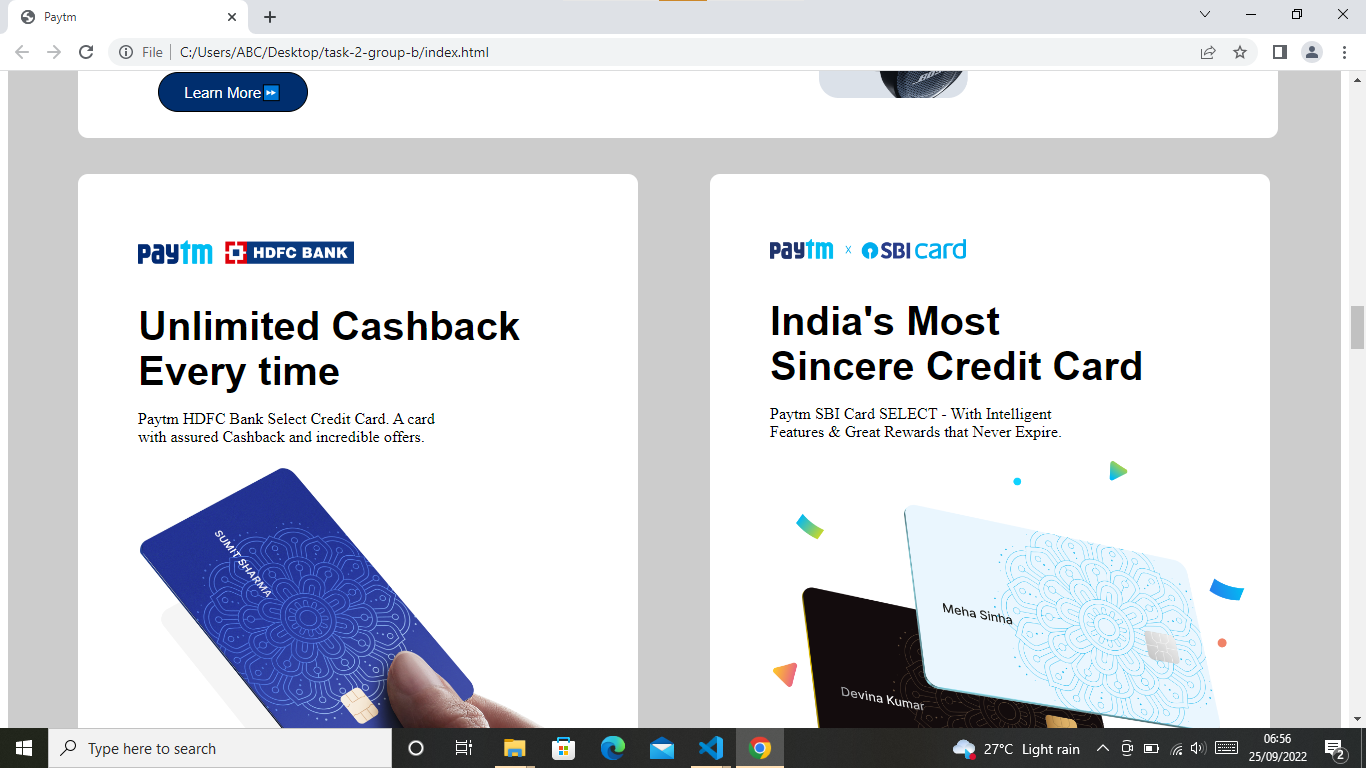 Paytm
File
C:/Users/ABC/Desktop/task-2-group-b/index.html
Learn More
BOSE
paytm HDFC BANK
Unlimited Cashback
Every time
Paytm HDFC Bank Select Credit Card. A card
with assured Cashback and incredible offers.
SUMIT SHARMA
paytm x SBI card
India's Most
Sincere Credit Card
Paytm SBI Card SELECT - With Intelligent
Features & Great Rewards that Never Expire.
Meha Sinha
Devina Kumar
Type here to search
27°C Light rain
06:56
25/09/2022
2